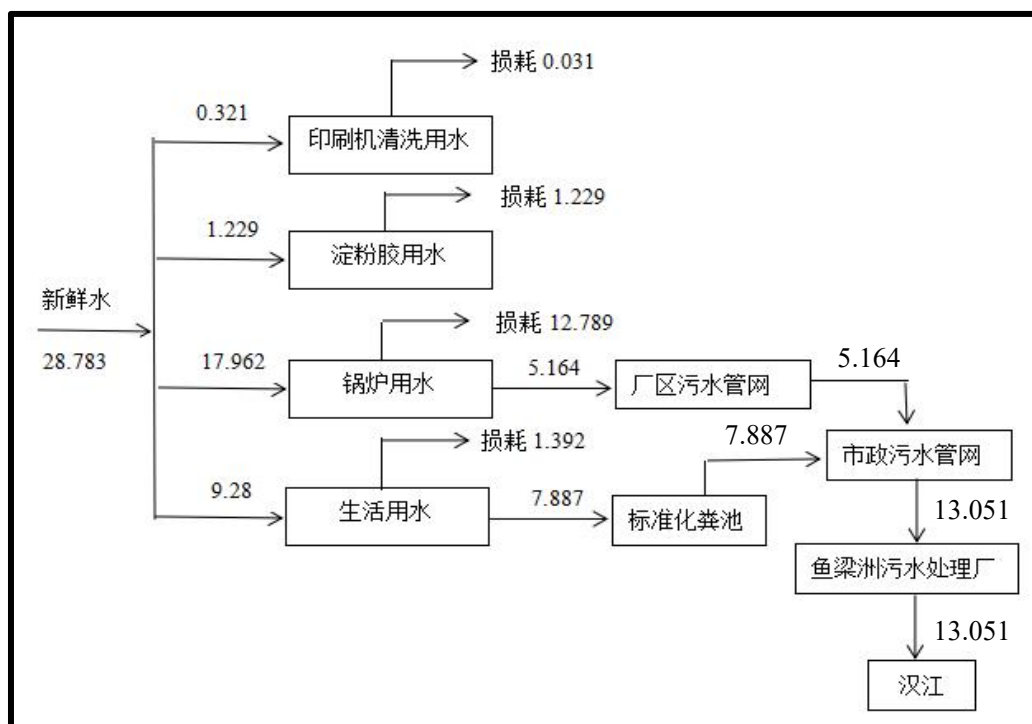 损耗 0.031
0.321
印刷机清洗用水
损耗 1.229
1.229
淀粉胶用水
新鲜水
28.783
损耗 12.789
17.962
锅炉用水
5.164
厂区污水管网
5.164
损耗 1.392
9.28
生活用水
7.887
标准化粪池
7.887
市政污水管网
13.051
鱼梁洲污水处理厂
13.051
汉江